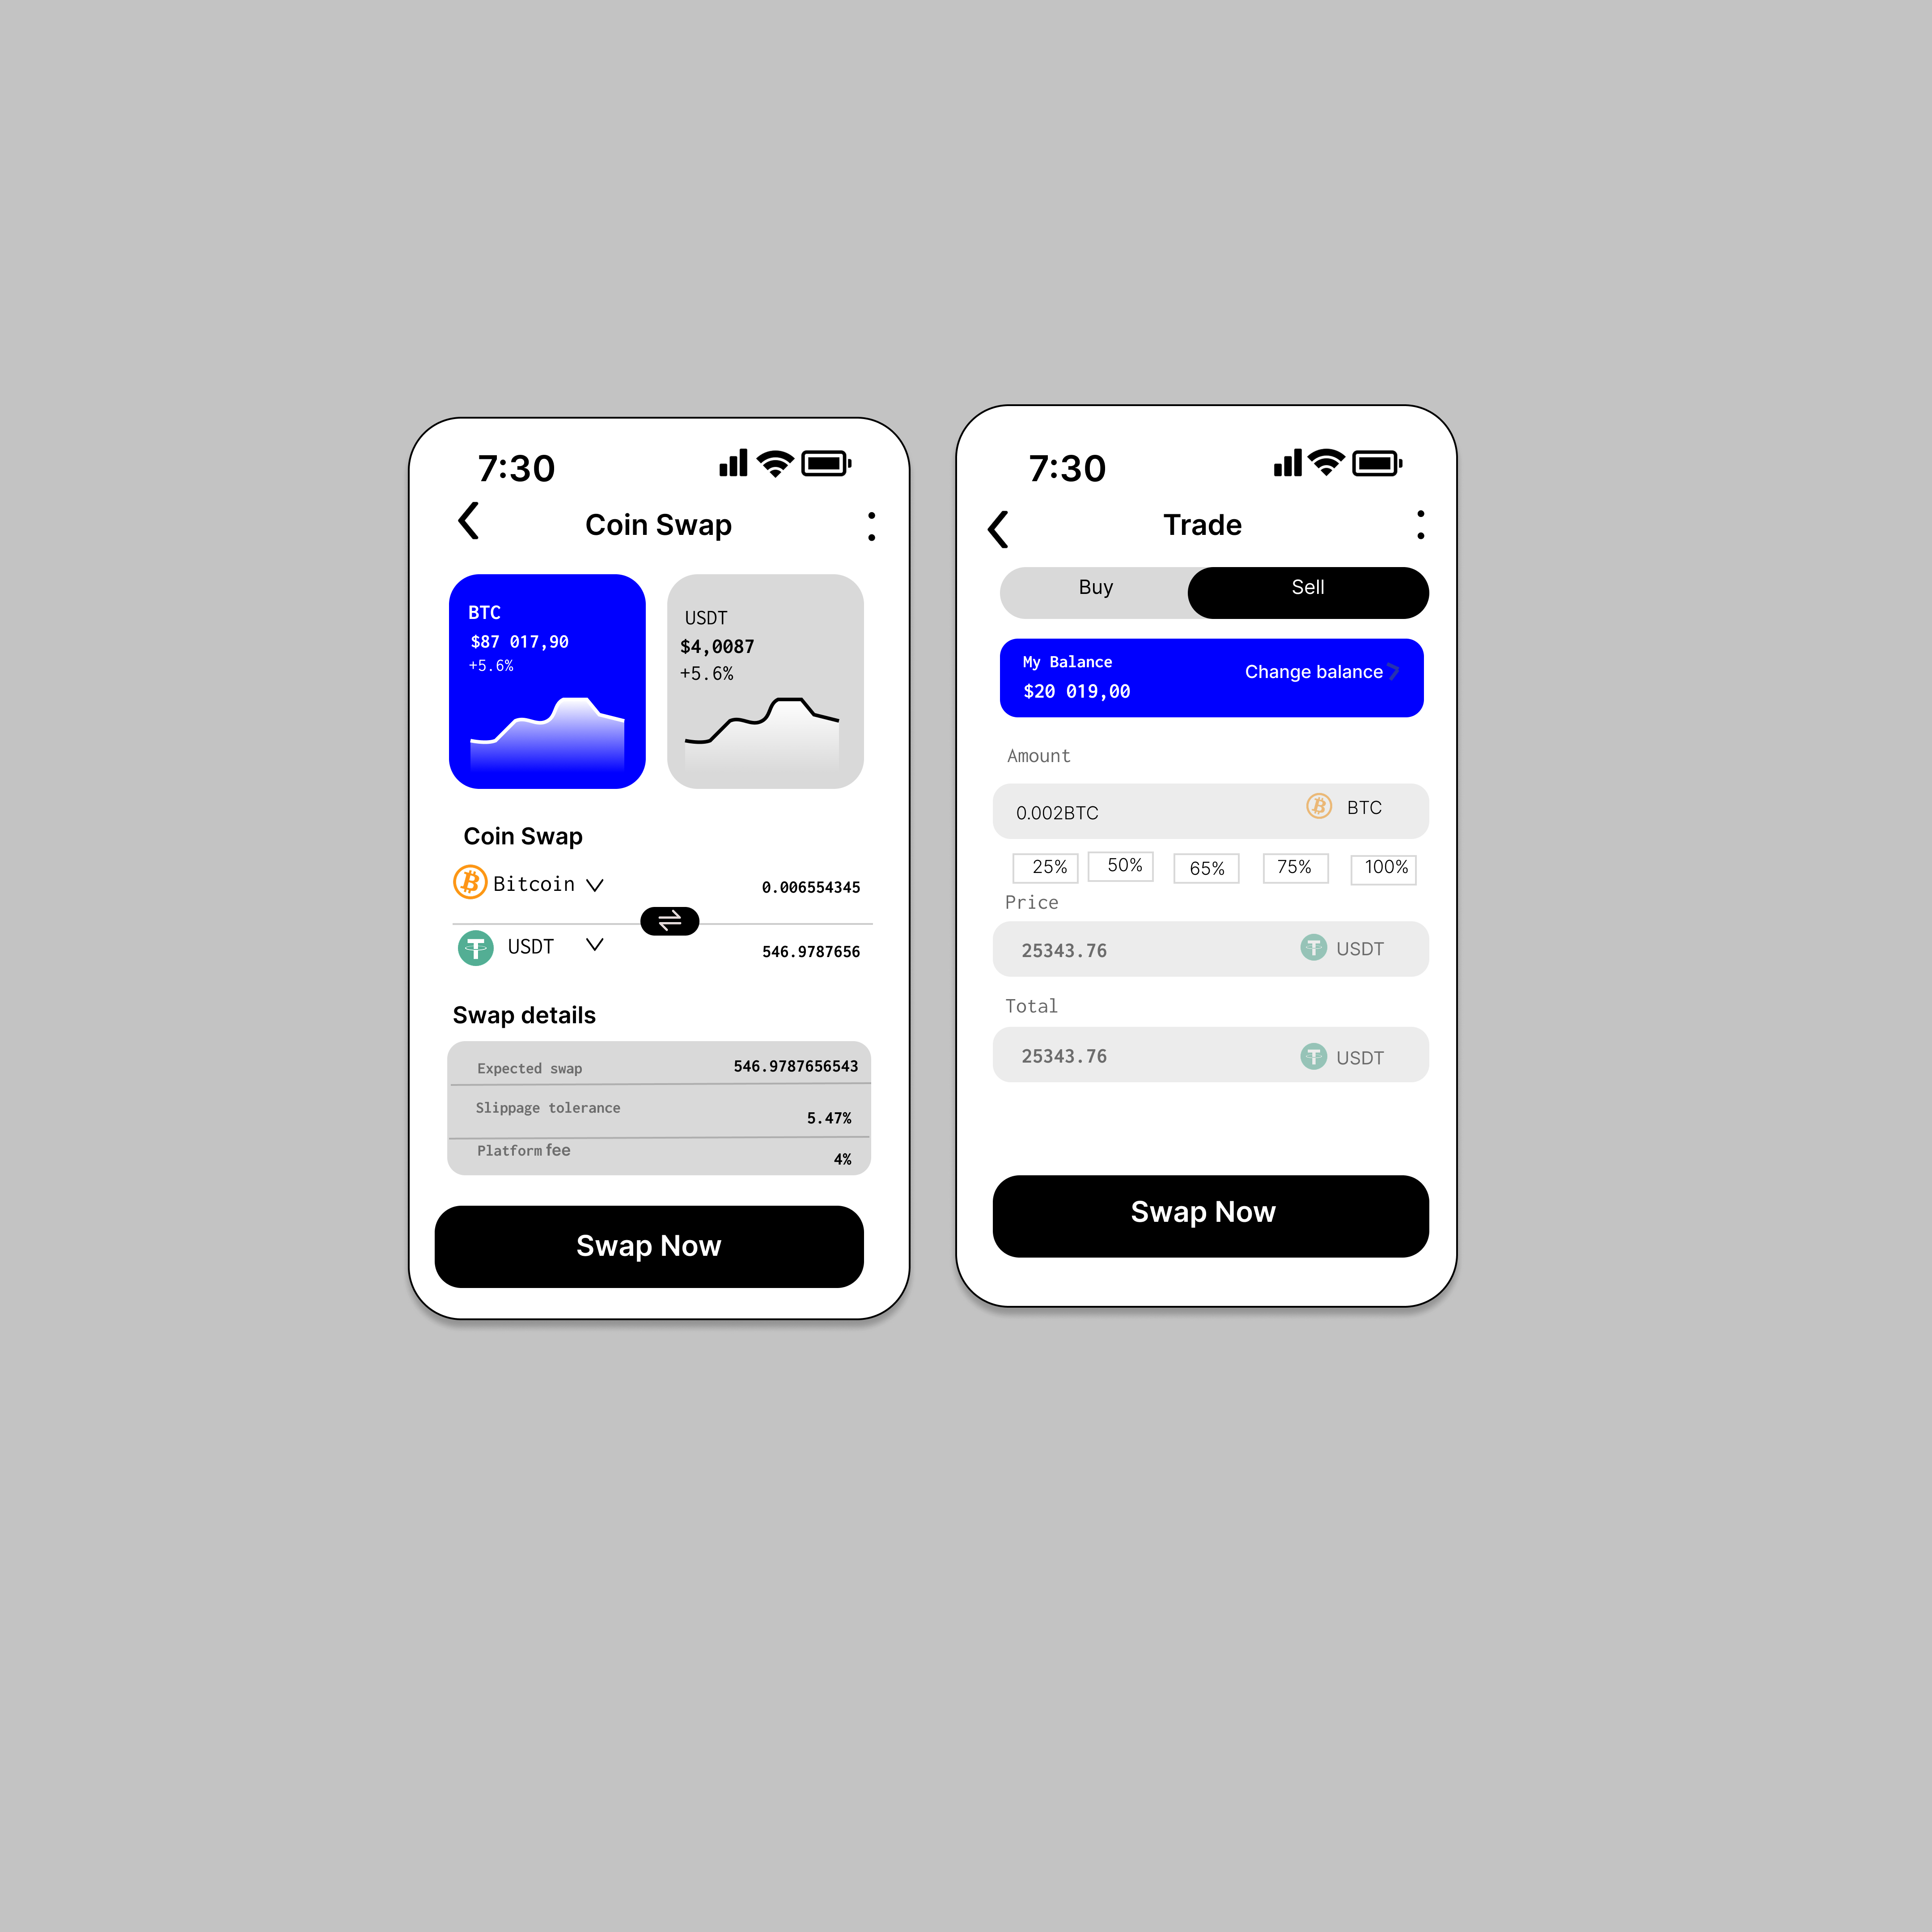 7:30
Coin Swap
BTC
$87 017,90
+5.6%
USDT
$4,0087
+5.6%
Coin Swap
Bitcoin 0.006554345
USDT 546.9787656
Swap details
Expected swap 546.9787656543
Slippage tolerance 5.47%
Platform fee 4%
Swap Now
7:30
Trade
Buy Sell
My Balance
$20 019,00
Change balance
Amount
0.002BTC BTC
25% 50% 65% 75% 100%
Price
25343.76 USDT
Total
25343.76 USDT
Swap Now